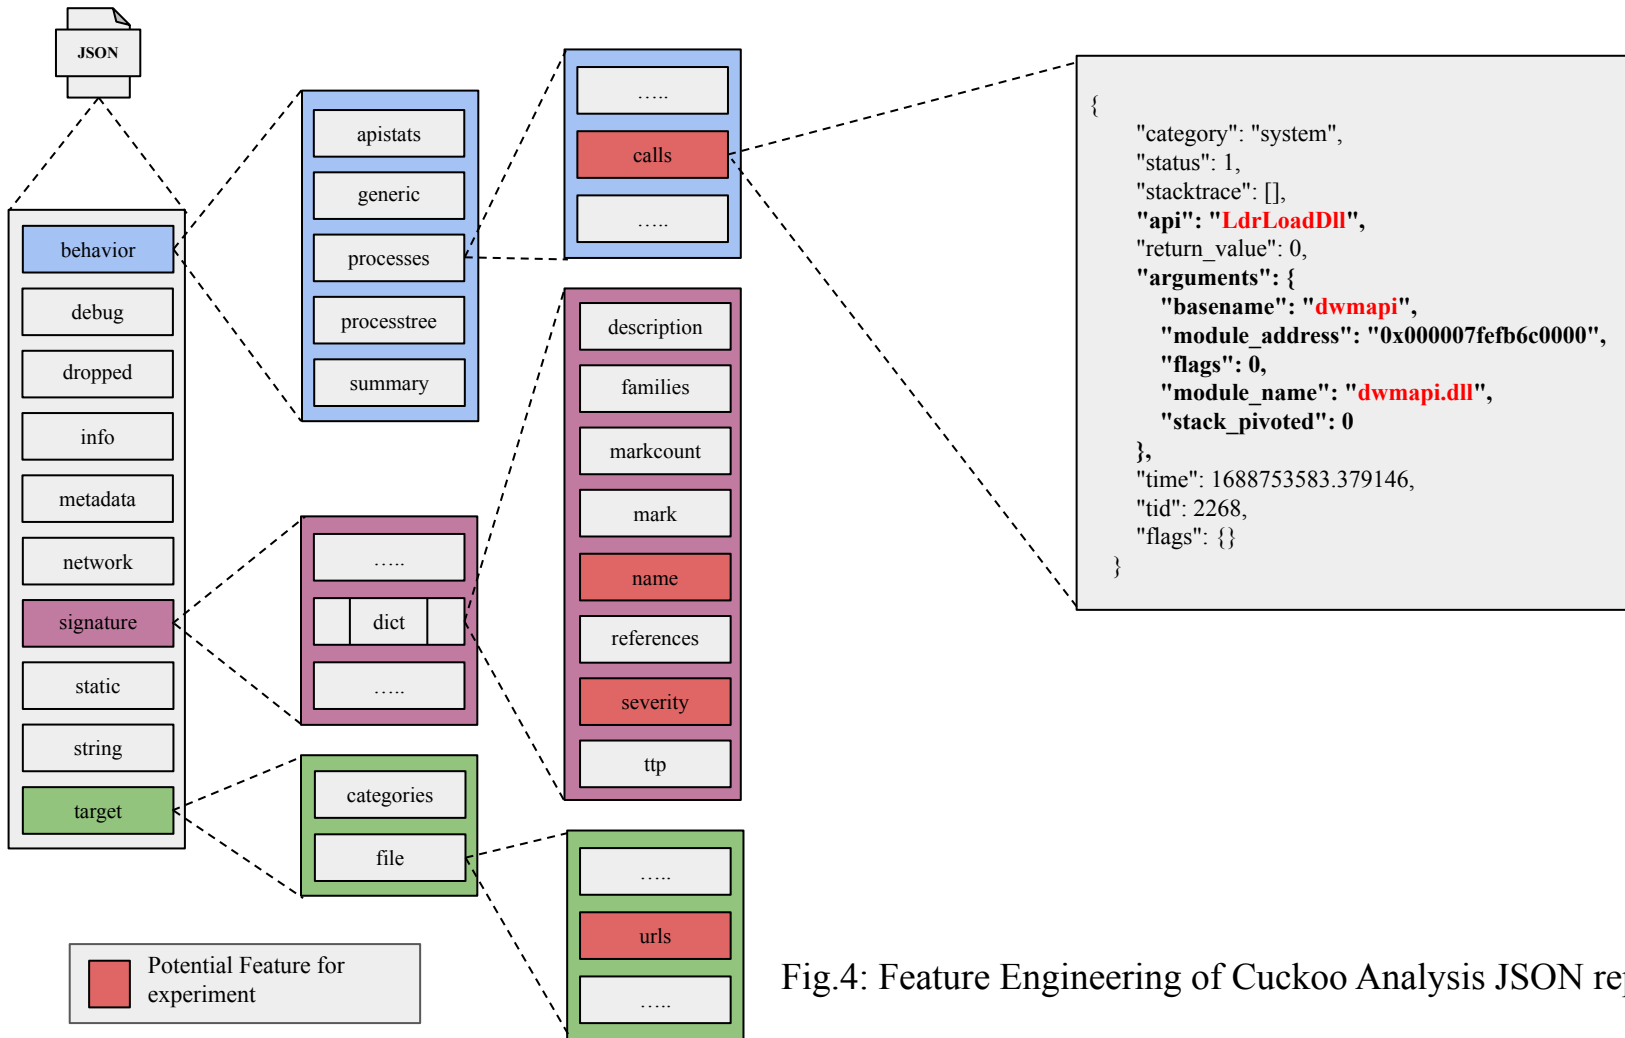 JSON
behavior
debug
dropped
info
metadata
network
signature
static
string
target
apistats
generic
processes
processtree
summary
…..
calls
…..
{
"category": "system",
"status": 1,
"stacktrace": [],
"api": "LdrLoadDll",
"return_value": 0,
"arguments": {
"basename": "dwmapi",
"module_address": "0x000007fefb6c0000",
"flags": 0,
"module_name": "dwmapi.dll",
"stack_pivoted": 0
},
"time": 1688753583.379146,
"tid": 2268,
"flags": {}
}
…..
dict
…..
description
families
markcount
mark
name
references
severity
ttp
categories
file
…..
urls
…..
Potential Feature for
experiment
Fig.4: Feature Engineering of Cuckoo Analysis JSON